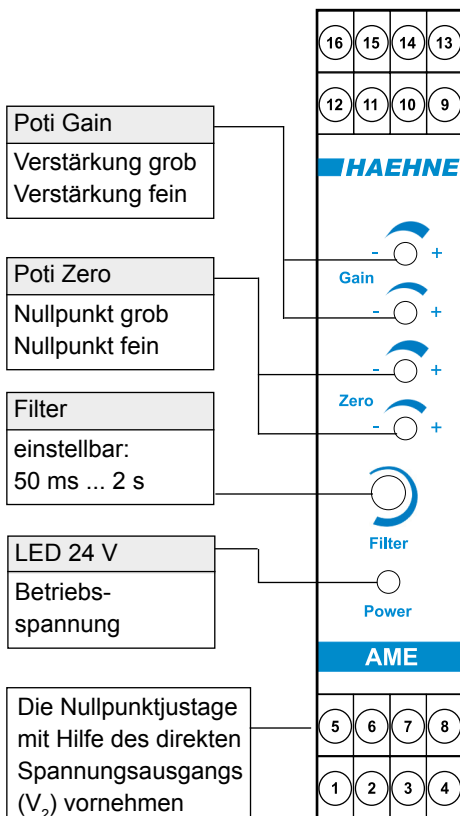 Poti Gain
Verstärkung grob
Verstärkung fein
Poti Zero
Nullpunkt grob
Nullpunkt fein
Filter
einstellbar:
50 ms ... 2 s
LED 24 V
Betriebs-
spannung
Die Nullpunktjustage
mit Hilfe des direkten
Spannungsausgangs
(V₂) vornehmen
16 15 14 13
12 11 10 9
HAEHNE
- +
Gain
- +
- +
Zero
- +
Filter
Power
AME
5 6 7 8
1 2 3 4